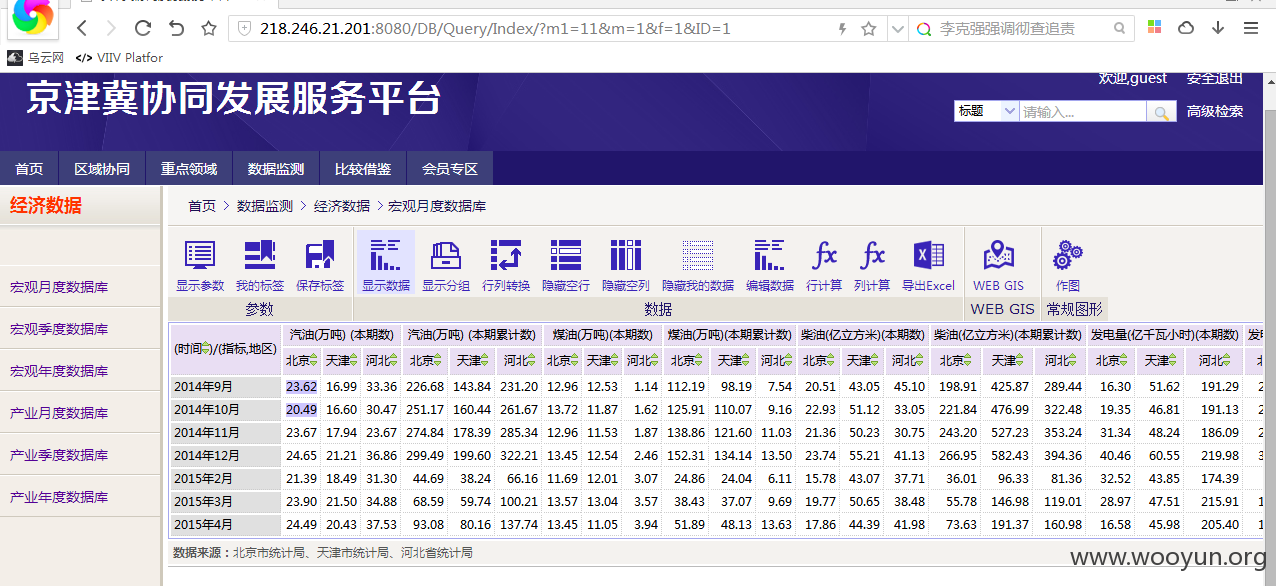 218.246.21.201:8080/DB/Query/Index/?m1=11&m=1&f=1&ID=1
李克强强调彻查追责
乌云网 </> VIIV Platfor
京津冀协同发展服务平台
欢迎,guest 安全退出
标题 请输入... 高级检索
首页 区域协同 重点领域 数据监测 比较借鉴 会员专区
经济数据
首页 > 数据监测 > 经济数据 > 宏观月度数据库
宏观月度数据库
宏观季度数据库
宏观年度数据库
产业月度数据库
产业季度数据库
产业年度数据库
显示参数 我的标签 保存标签 显示数据 显示分组 行列转换 隐藏空行 隐藏空列 隐藏我的数据 编辑数据 行计算 列计算 导出Excel WEB GIS 作图
参数 数据 WEB GIS 常规图形
(时间)/(指标,地区) 汽油(万吨) (本期数) 汽油(万吨) (本期累计数) 煤油(万吨)(本期数) 煤油(万吨)(本期累计数) 柴油(亿立方米)(本期数) 柴油(亿立方米)(本期累计数) 发电量(亿千瓦小时)(本期数)
北京 天津 河北 北京 天津 河北 北京 天津 河北 北京 天津 河北 北京 天津 河北 北京 天津 河北 北京 天津 河北
2014年9月 23.62 16.99 33.36 226.68 143.84 231.20 12.96 12.53 1.14 112.19 98.19 7.54 20.51 43.05 45.10 198.91 425.87 289.44 16.30 51.62 191.29
2014年10月 20.49 16.60 30.47 251.17 160.44 261.67 13.72 11.87 1.62 125.91 110.07 9.16 22.93 51.12 33.05 221.84 476.99 322.48 19.35 46.81 191.13
2014年11月 23.67 17.94 23.67 274.84 178.39 285.34 12.96 11.53 1.87 138.86 121.60 11.03 21.36 50.23 30.75 243.20 527.23 353.24 31.34 48.24 186.09
2014年12月 24.65 21.21 36.86 299.49 199.60 322.21 13.45 12.54 2.46 152.31 134.14 13.50 23.74 55.21 41.13 266.95 582.43 394.36 40.46 60.55 219.98
2015年2月 21.39 18.49 31.30 44.69 38.24 66.16 11.69 12.01 3.07 24.86 24.04 6.11 15.78 43.07 37.71 36.01 96.33 81.36 32.52 43.85 174.39
2015年3月 23.90 21.50 34.88 68.59 59.74 100.21 13.57 13.04 3.57 38.43 37.07 9.69 19.77 50.65 38.48 55.78 146.98 119.01 28.97 47.51 215.91
2015年4月 24.49 20.43 37.53 93.08 80.16 137.74 13.45 11.05 3.94 51.89 48.13 13.63 17.86 44.39 41.98 73.63 191.37 160.98 16.58 45.98 205.40
数据来源：北京市统计局、天津市统计局、河北省统计局
www.wooyun.org